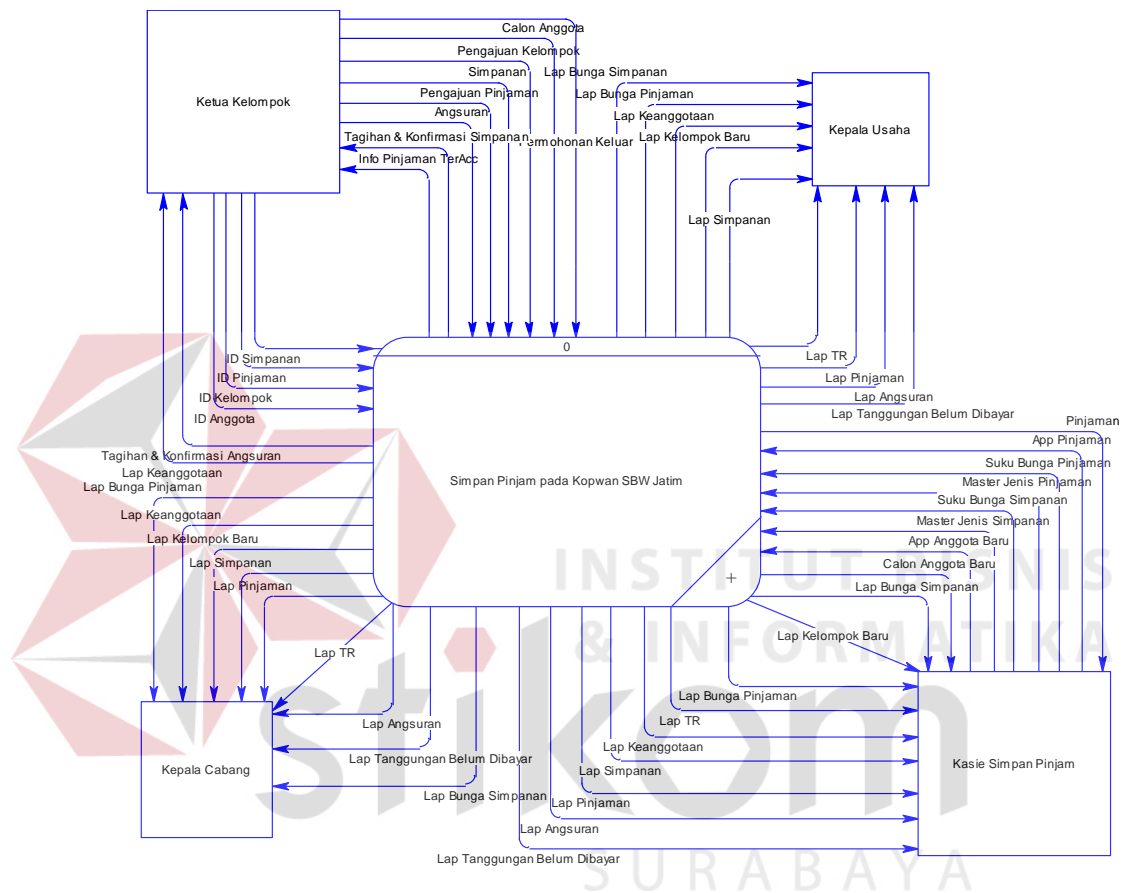 Calon Anggota
Pengajuan Kelompok
Simpanan
Lap Bunga Simpanan
Ketua Kelompok
Pengajuan Pinjaman
Lap Bunga Pinjaman
Angsuran
Lap Keanggotaan
Kepala Usaha
Tagihan & Konfirmasi Simpanan
Permohonan Keluar
Lap Kelompok Baru
Info Pinjaman TerAcc
Lap Simpanan
0
ID Simpanan
Lap TR
ID Pinjaman
Lap Pinjaman
ID Kelompok
Lap Angsuran
ID Anggota
Lap Tanggungan Belum Dibayar
Pinjaman
App Pinjaman
Tagihan & Konfirmasi Angsuran
Suku Bunga Pinjaman
Lap Keanggotaan
Simpan Pinjam pada Kopwan SBW Jatim
Master Jenis Pinjaman
Lap Bunga Pinjaman
Suku Bunga Simpanan
Lap Keanggotaan
Master Jenis Simpanan
Lap Kelompok Baru
App Anggota Baru
Lap Simpanan
Calon Anggota Baru
Lap Pinjaman
+
Lap Bunga Simpanan
INSTITUT BISNIS
& INFORMATIKA
Lap Kelompok Baru
Lap TR
Lap Bunga Pinjaman
Lap Angsuran
Lap TR
Lap Keanggotaan
Lap Tanggungan Belum Dibayar
Kepala Cabang
Lap Simpanan
Kasie Simpan Pinjam
Lap Bunga Simpanan
Lap Pinjaman
Lap Angsuran
Lap Tanggungan Belum Dibayar
stikom
SURABAYA